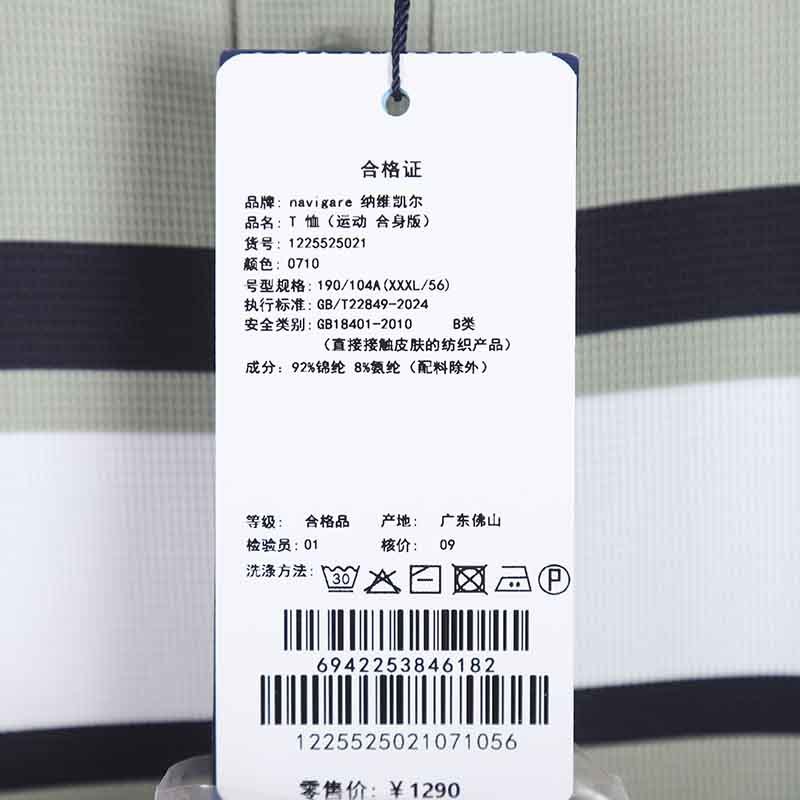 合格证
品牌: navigare 纳维凯尔
品名: T 恤（运动 合身版）
货号: 1225525021
颜色: 0710
号型规格: 190/104A(XXXL/56)
执行标准: GB/T22849-2024
安全类别: GB18401-2010 B类
（直接接触皮肤的纺织产品）
成分: 92%锦纶 8%氨纶（配料除外）
等级: 合格品 产地: 广东佛山
检验员: 01 核价: 09
洗涤方法: 30 P
6942253846182
1225525021071056
零售价: ￥1290